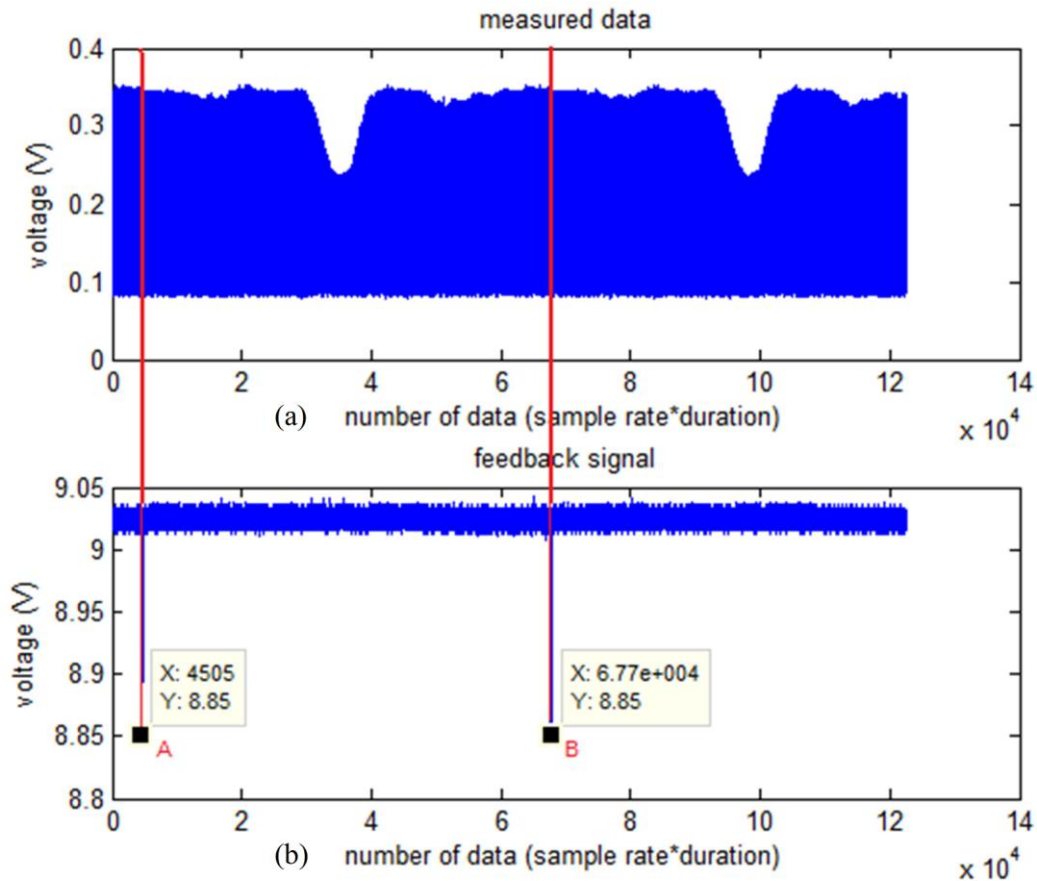 measured data
0.4
0.3
0.2
0.1
0
voltage (V)
0 2 4 6 8 10 12 14
(a) number of data (sample rate*duration)
x 10^4
feedback signal
9.05
9
8.95
8.9
8.85
8.8
voltage (V)
X: 4505
Y: 8.85
A
X: 6.77e+004
Y: 8.85
B
0 2 4 6 8 10 12 14
(b) number of data (sample rate*duration)
x 10^4